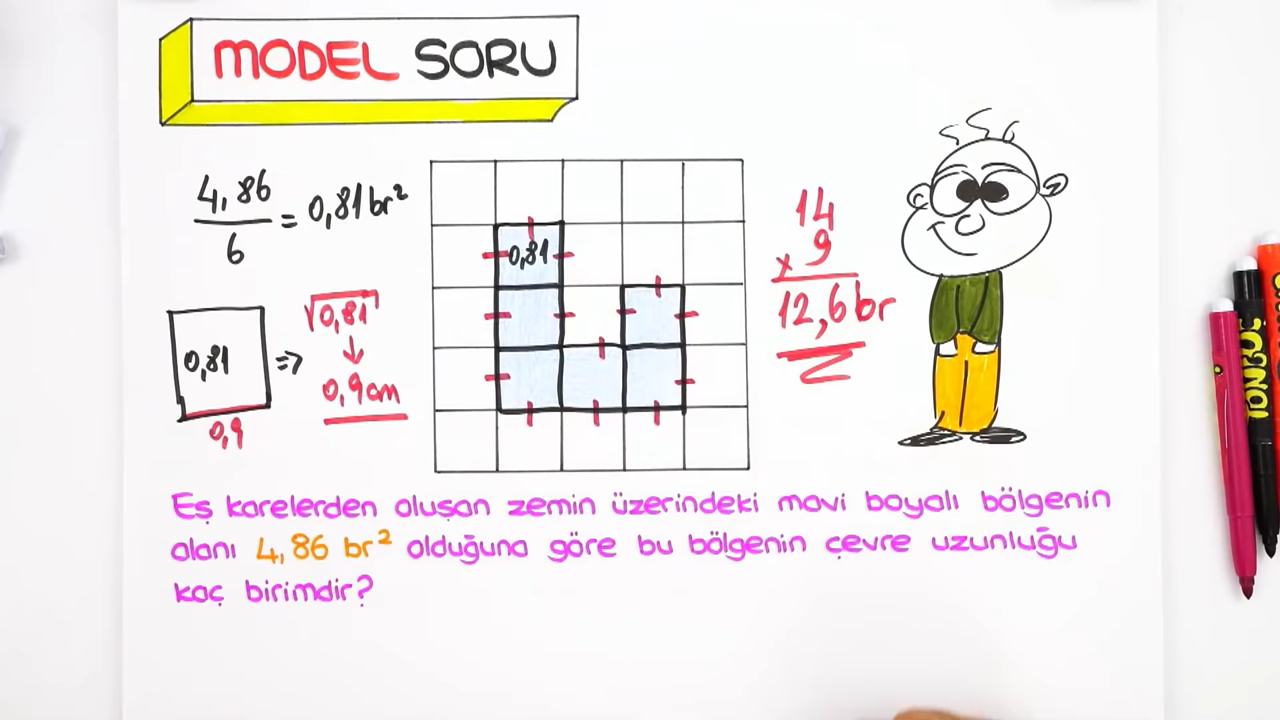 MODEL SORU
4,86
6
= 0,81 br²
0,81
⇒
√0,81
↓
0,9 cm
0,9
0,81
14
x 9
12,6 br
Eş karelerden oluşan zemin üzerindeki mavi boyalı bölgenin
alanı 4,86 br² olduğuna göre bu bölgenin çevre uzunluğu
kaç birimdir?